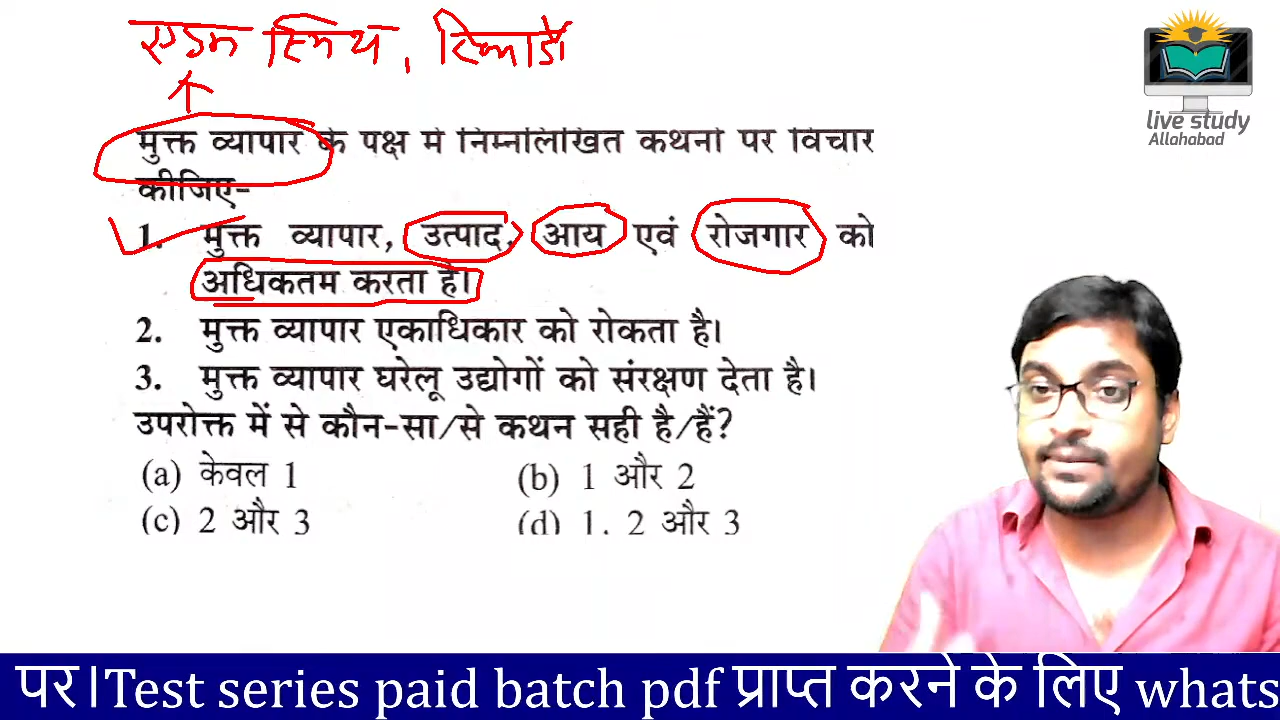 एडम स्मिथ, रिकार्डो
live study
Allahabad
मुक्त व्यापार के पक्ष में निम्नलिखित कथनों पर विचार
कीजिए-
1. मुक्त व्यापार, उत्पाद, आय एवं रोजगार को
अधिकतम करता है।
2. मुक्त व्यापार एकाधिकार को रोकता है।
3. मुक्त व्यापार घरेलू उद्योगों को संरक्षण देता है।
उपरोक्त में से कौन-सा/से कथन सही है/हैं?
(a) केवल 1 (b) 1 और 2
(c) 2 और 3 (d) 1, 2 और 3
पर।Test series paid batch pdf प्राप्त करने के लिए whats